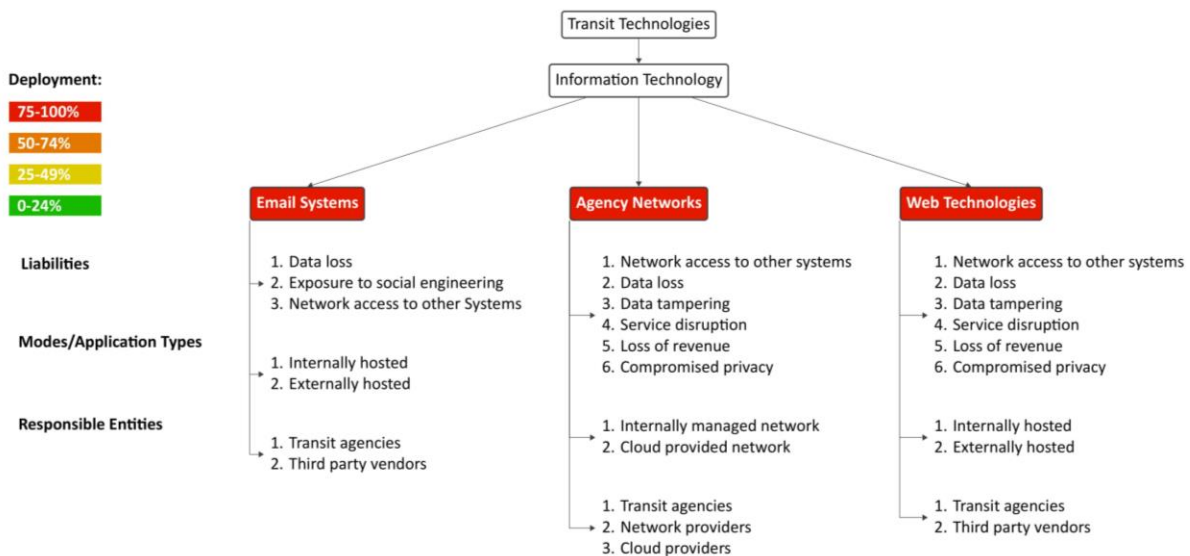 Transit Technologies
Information Technology
Deployment:
75-100%
50-74%
25-49%
0-24%
Email Systems
Agency Networks
Web Technologies
Liabilities
1. Data loss
2. Exposure to social engineering
3. Network access to other Systems
1. Network access to other systems
2. Data loss
3. Data tampering
4. Service disruption
5. Loss of revenue
6. Compromised privacy
1. Network access to other systems
2. Data loss
3. Data tampering
4. Service disruption
5. Loss of revenue
6. Compromised privacy
Modes/Application Types
1. Internally hosted
2. Externally hosted
1. Internally managed network
2. Cloud provided network
1. Internally hosted
2. Externally hosted
Responsible Entities
1. Transit agencies
2. Third party vendors
1. Transit agencies
2. Network providers
3. Cloud providers
1. Transit agencies
2. Third party vendors